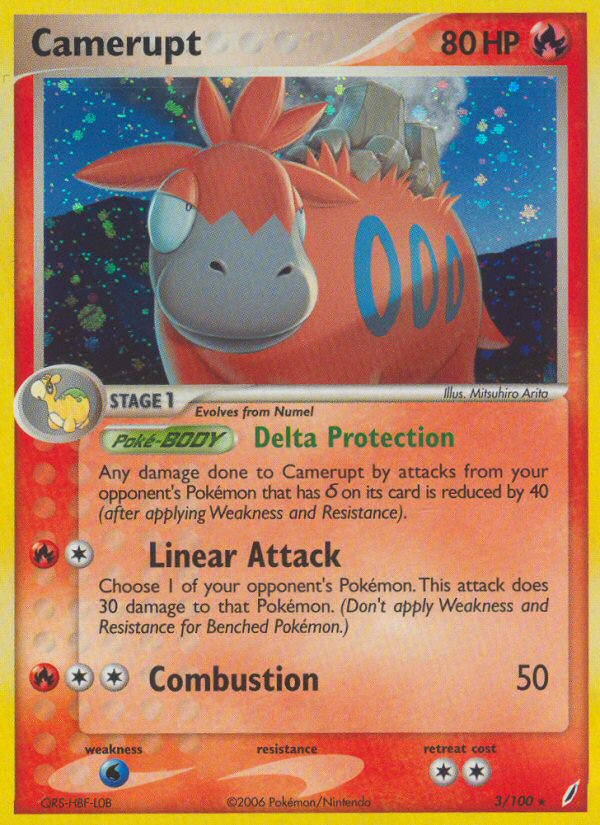 Camerupt 80 HP
Illus. Mitsuhiro Arita
STAGE 1
Evolves from Numel
Poké-BODY Delta Protection
Any damage done to Camerupt by attacks from your
opponent's Pokémon that has δ on its card is reduced by 40
(after applying Weakness and Resistance).
Linear Attack
Choose 1 of your opponent's Pokémon. This attack does
30 damage to that Pokémon. (Don't apply Weakness and
Resistance for Benched Pokémon.)
Combustion 50
weakness resistance retreat cost
QRS-HBF-L0B ©2006 Pokémon/Nintendo 3/100 ★